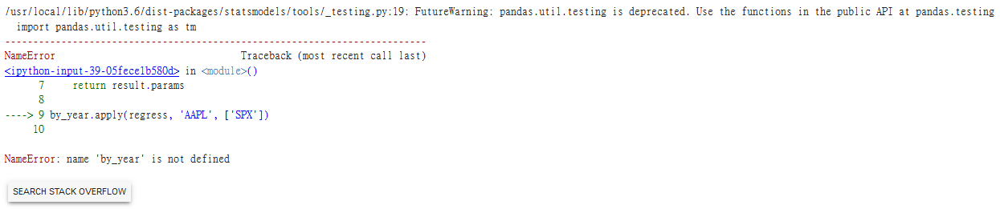 /usr/local/lib/python3.6/dist-packages/statsmodels/tools/_testing.py:19: FutureWarning: pandas.util.testing is deprecated. Use the functions in the public API at pandas.testing
  import pandas.util.testing as tm
---------------------------------------------------------------------------
NameError                                 Traceback (most recent call last)
<ipython-input-39-05fece1b580d> in <module>()
      7     return result.params
      8
----> 9 by_year.apply(regress, 'AAPL', ['SPX'])
     10

NameError: name 'by_year' is not defined
SEARCH STACK OVERFLOW